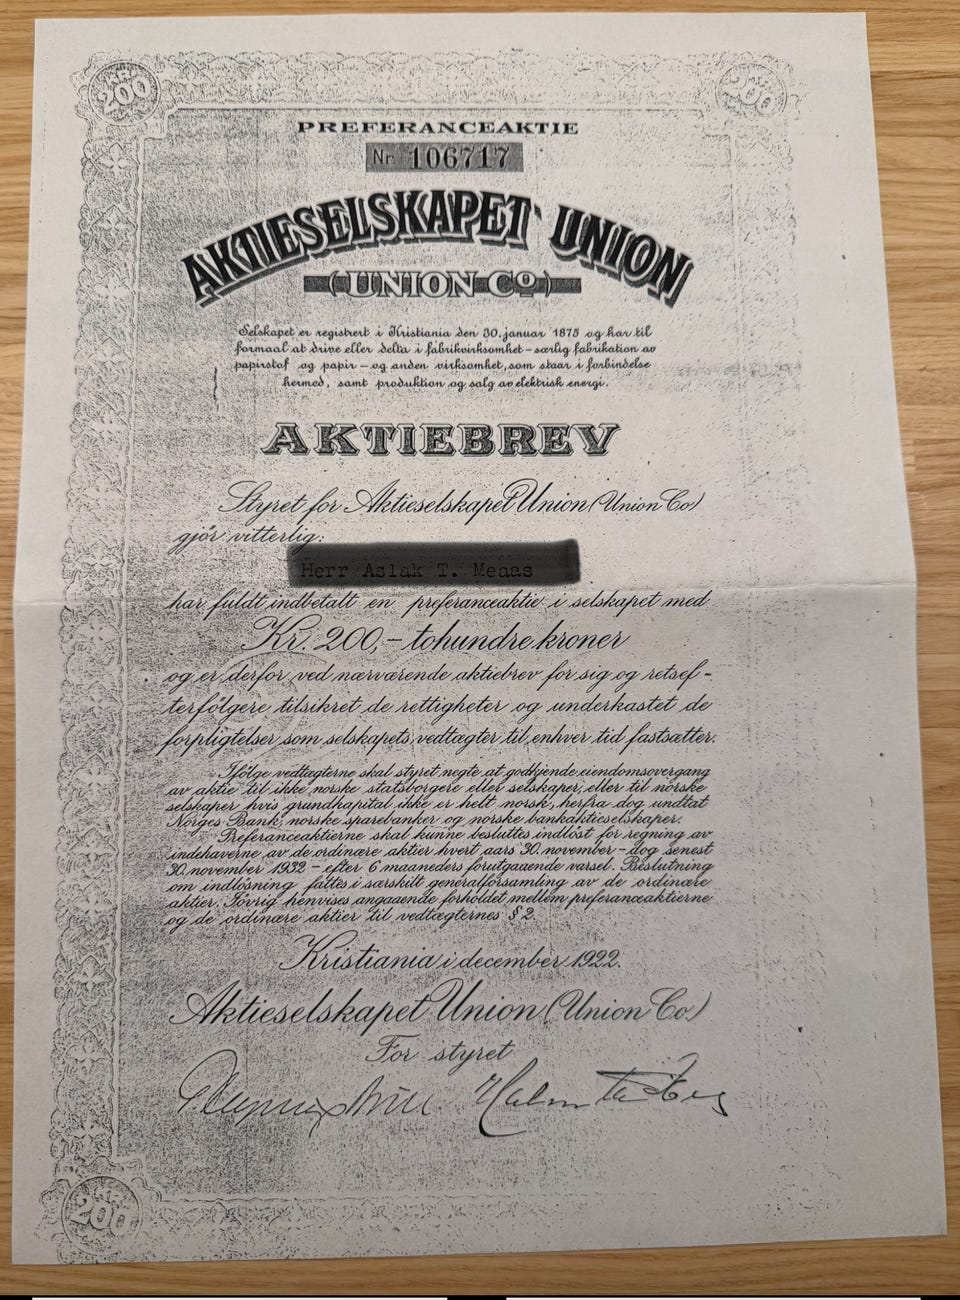 KR. 200
200
PREFERANCEAKTIE
Nr. 106717
AKTIESELSKAPET UNION
(UNION Co)
Selskapet er registrert i Kristiania den 30. januar 1875 og har til
formaal at drive eller delta i fabrikvirksomhet – særlig fabrikation av
papirstof og papir – og anden virksomhet, som staar i forbindelse
hermed, samt produktion og salg av elektrisk energi.
AKTIEBREV
Styret for Aktieselskapet Union (Union Co)
gjør vitterlig:
Herr Aslak T. Meaas
har fuldt indbetalt en preferanceaktie i selskapet med
Kr. 200,– tohundre kroner
og er derfor ved nærværende aktiebrev for sig og retsef-
terfølgere tilsikret de rettigheter og underkastet de
forpligtelser som selskapets vedtægter til enhver tid fastsætter.
Ifølge vedtægterne skal styret negte at godkjende eiendomsovergang
av aktie til ikke norske statsborgere eller selskaper, eller til norske
selskaper hvis grundkapital ikke er helt norsk, herfra dog undtat
Norges Bank, norske sparebanker og norske bankaktieselskaper.
Preferanceaktierne skal kunne besluttes indløst for regning av
indehaverne av de ordinære aktier hvert aars 30. november – dog senest
30. november 1932 – efter 6 maaneders forutgaaende varsel. Beslutning
om indløsning fattes i særskilt generalforsamling av de ordinære
aktier. Iøvrig henvises angaaende forholdet mellem preferanceaktierne
og de ordinære aktier til vedtægternes § 2.
Kristiania i december 1922.
Aktieselskapet Union (Union Co)
For styret
KR. 200